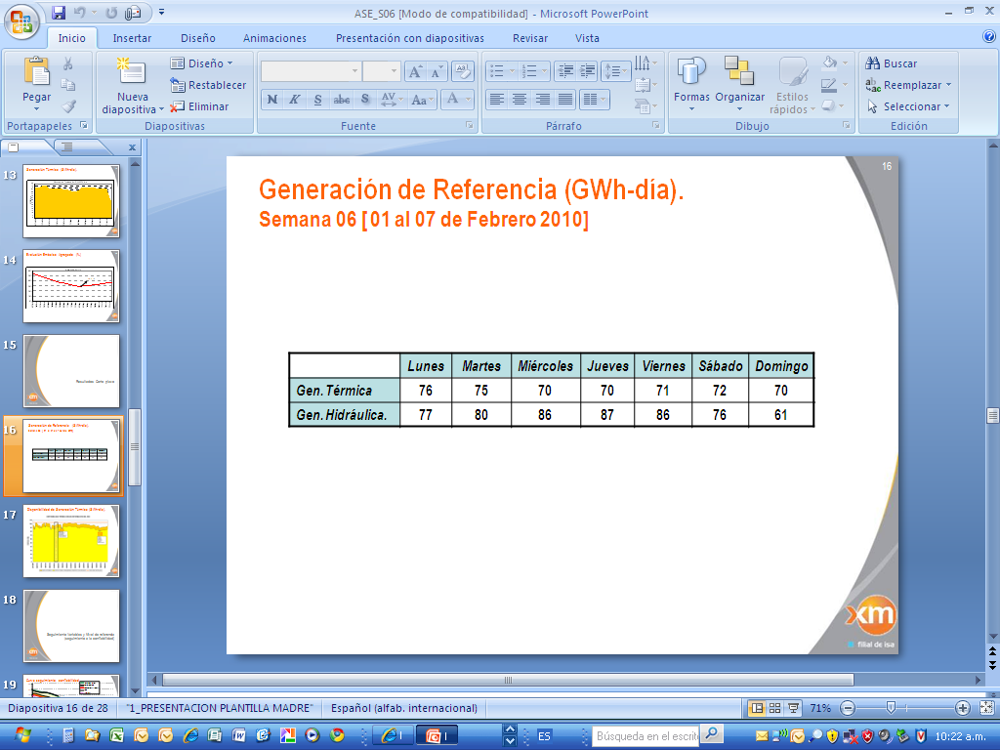 ASE_S06 [Modo de compatibilidad] - Microsoft PowerPoint
Inicio Insertar Diseño Animaciones Presentación con diapositivas Revisar Vista
Pegar
Portapapeles
Nueva diapositiva
Diseño
Restablecer
Eliminar
Diapositivas
N K S abc S AV Aa A
Fuente
Párrafo
Formas
Organizar
Estilos rápidos
Dibujo
Buscar
Reemplazar
Seleccionar
Edición
13
14
15
16
17
18
19
16
Generación de Referencia (GWh-día).
Semana 06 [01 al 07 de Febrero 2010]
Lunes Martes Miércoles Jueves Viernes Sábado Domingo
Gen. Térmica 76 75 70 70 71 72 70
Gen. Hidráulica. 77 80 86 87 86 76 61
xm
filial de isa
Diapositiva 16 de 28 "1_PRESENTACION PLANTILLA MADRE" Español (alfab. internacional) 71%
ES Búsqueda en el escrito 10:22 a.m.